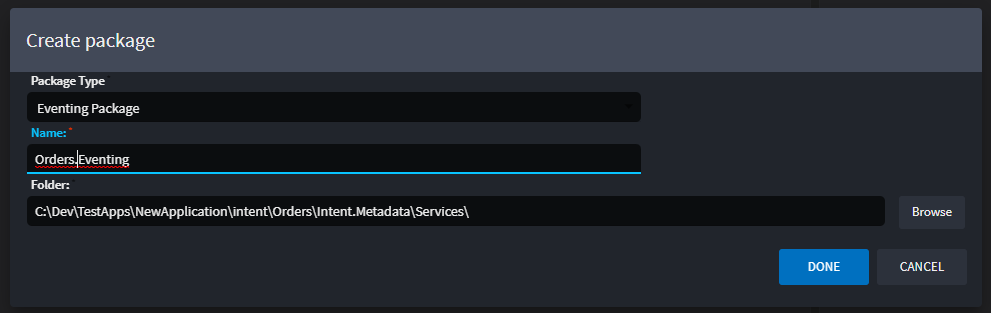 Create package
Package Type
Eventing Package
Name: *
Orders.Eventing
Folder: *
C:\Dev\TestApps\NewApplication\intent\Orders\Intent.Metadata\Services\
Browse
DONE
CANCEL